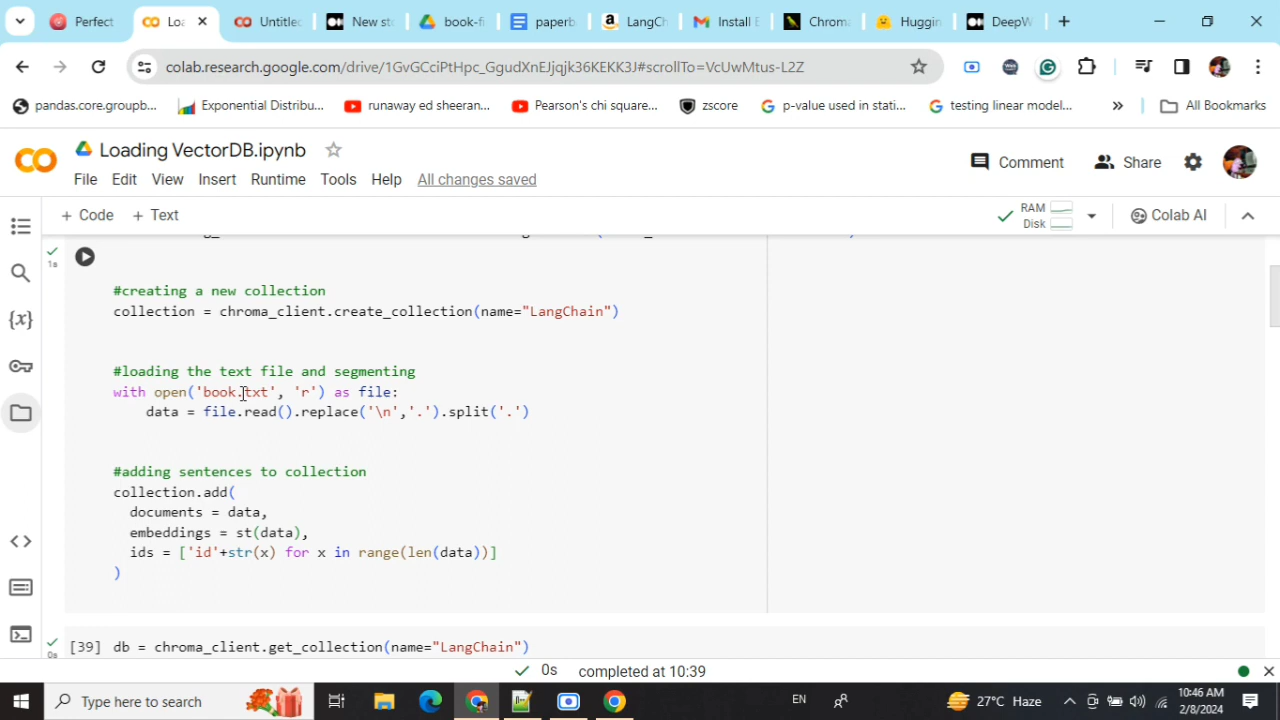 Perfect
Loa
Untitled
New st
book-fi
paperb
LangCh
Install E
Chroma
Huggin
DeepW
colab.research.google.com/drive/1GvGCciPtHpc_GgudXnEJjqjk36KEKK3J#scrollTo=VcUwMtus-L2Z
pandas.core.groupb...
Exponential Distribu...
runaway ed sheeran...
Pearson's chi square...
zscore
p-value used in stati...
testing linear model...
»
All Bookmarks
Loading VectorDB.ipynb
Comment
Share
File Edit View Insert Runtime Tools Help All changes saved
+ Code + Text
RAM
Disk
Colab AI
1s
#creating a new collection
collection = chroma_client.create_collection(name="LangChain")
#loading the text file and segmenting
with open('book.txt', 'r') as file:
data = file.read().replace('\n','.').split('.')
#adding sentences to collection
collection.add(
documents = data,
embeddings = st(data),
ids = ['id'+str(x) for x in range(len(data))]
)
0s
[39] db = chroma_client.get_collection(name="LangChain")
0s completed at 10:39
Type here to search
EN
27°C Haze
10:46 AM
2/8/2024